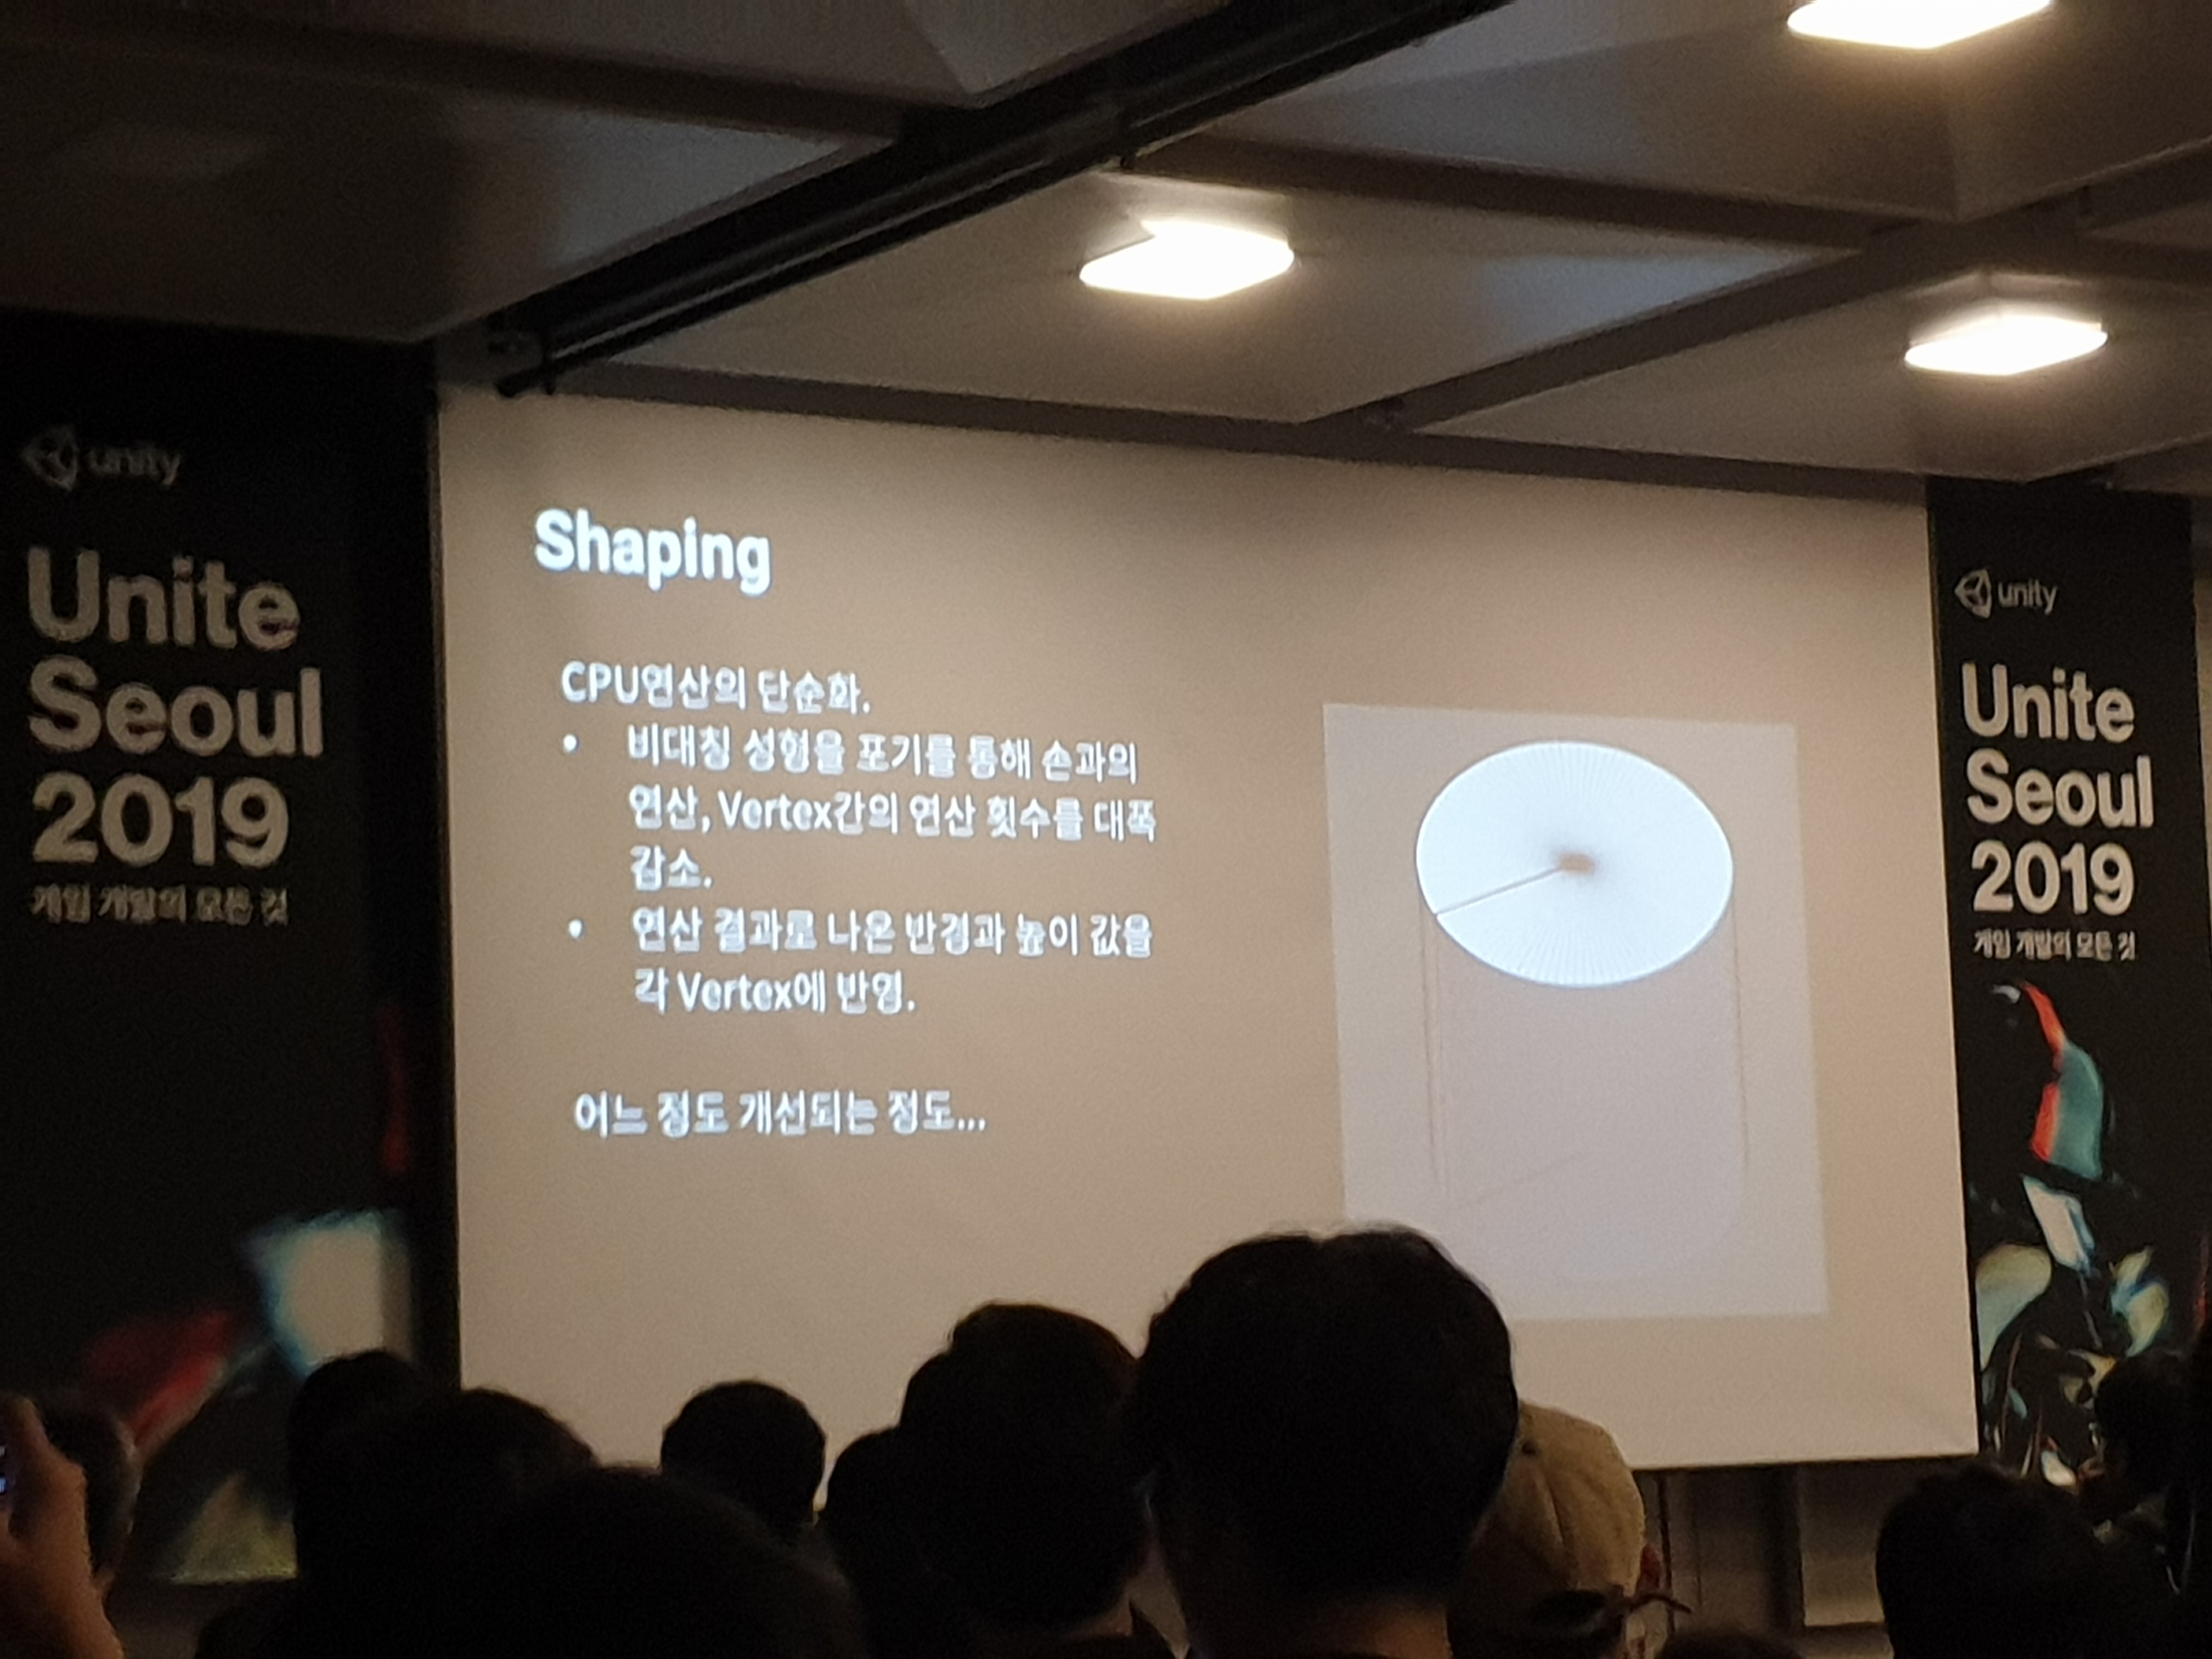 unity
Unite
Seoul
2019
게임 개발의 모든 것
Shaping
CPU연산의 단순화.
• 비대칭 성형을 포기를 통해 손과의
연산, Vertex간의 연산 횟수를 대폭
감소.
• 연산 결과로 나온 반경과 높이 값을
각 Vertex에 반영.
어느 정도 개선되는 정도...
unity
Unite
Seoul
2019
게임 개발의 모든 것